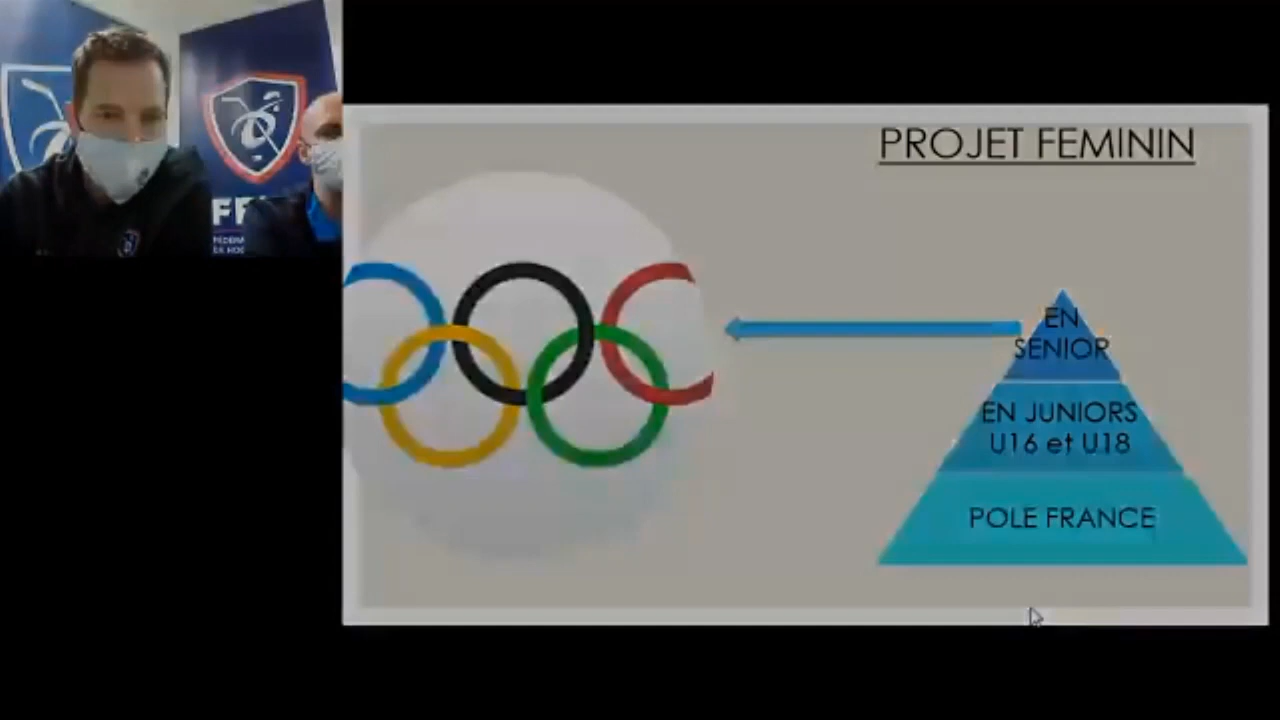 PROJET FEMININ
EN
SENIOR
EN JUNIORS
U16 et U18
POLE FRANCE